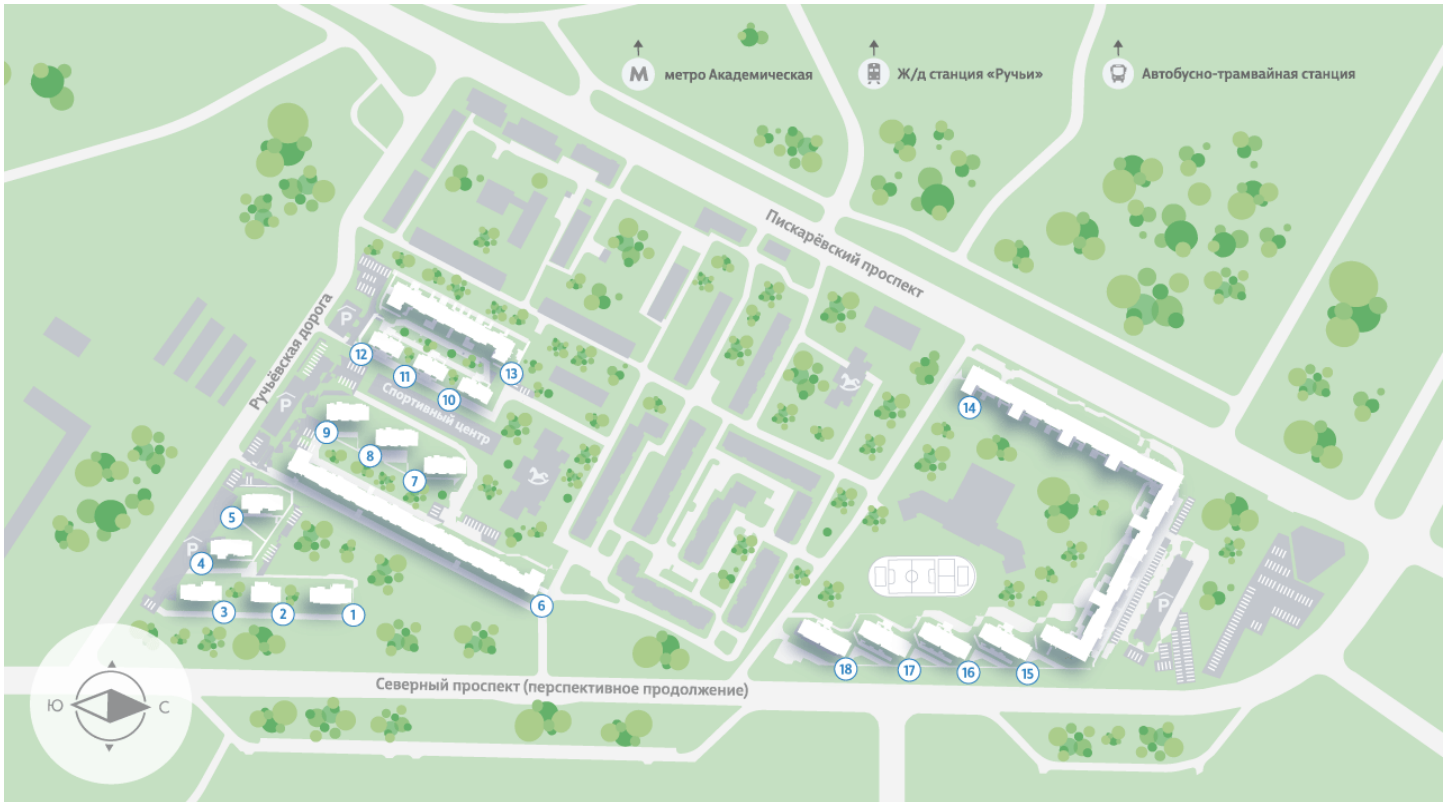 М метро Академическая
Ж/д станция «Ручьи»
Автобусно-трамвайная станция
Пискарёвский проспект
Ручьёвская дорога
P
12
11
10
13
Спортивный центр
P
9
8
7
14
5
P
4
3
2
1
6
P
18
17
16
15
Северный проспект (перспективное продолжение)
Ю
С